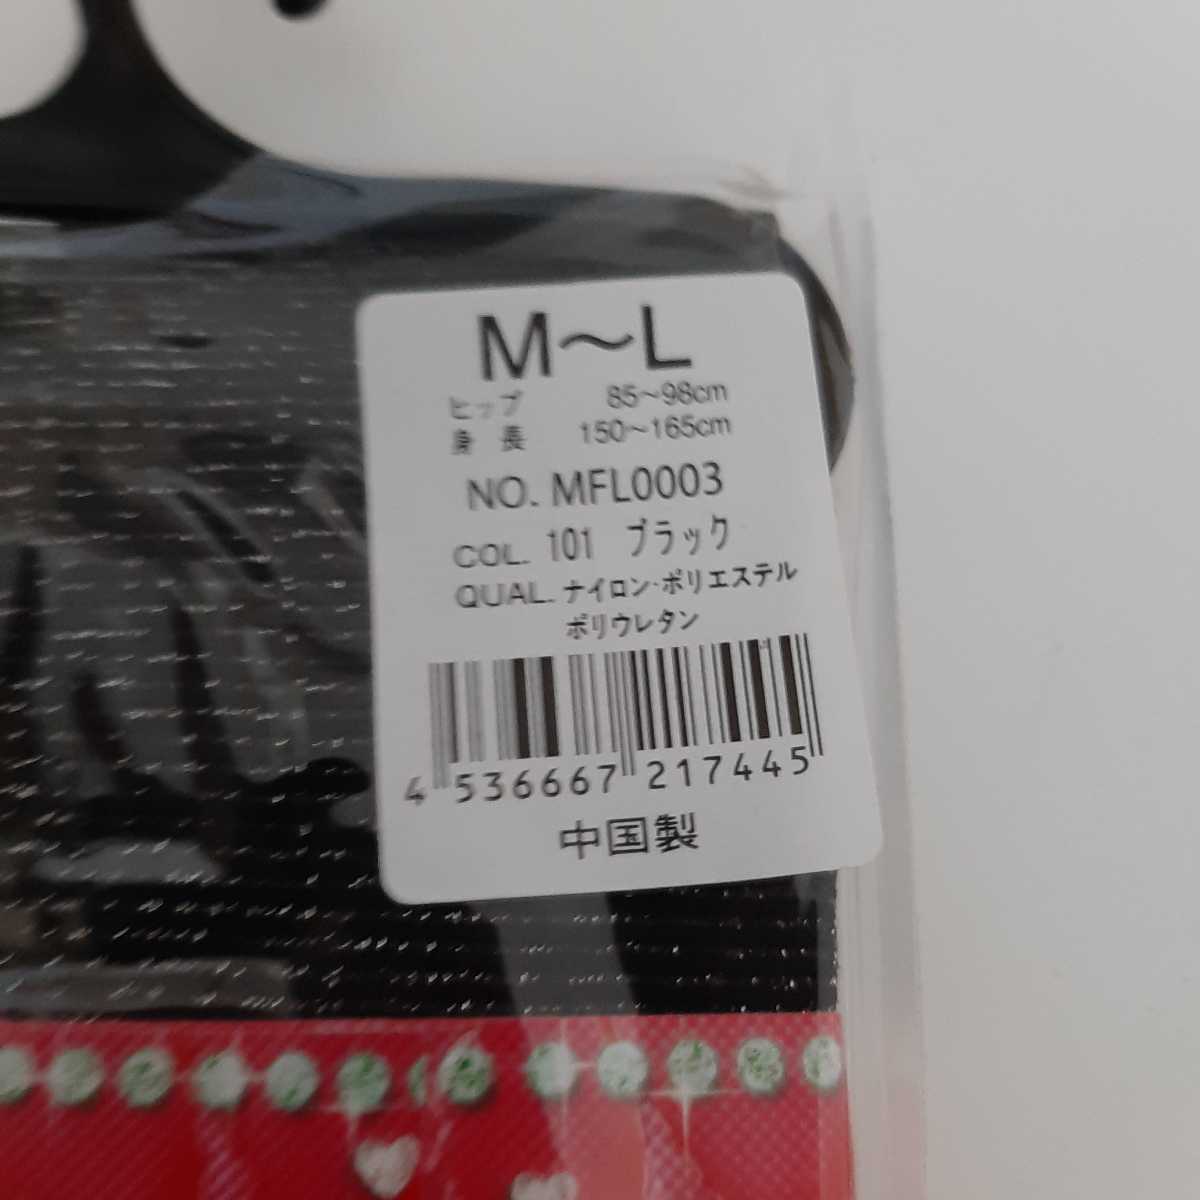 M～L
ヒップ 85～98cm
身長 150～165cm
NO. MFL0003
COL. 101 ブラック
QUAL. ナイロン・ポリエステル
ポリウレタン
4 536667 217445
中国製